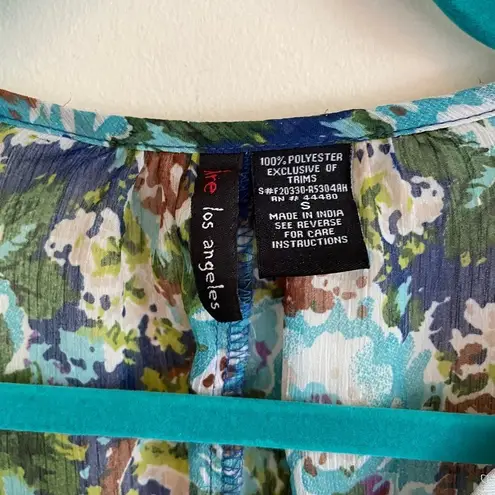 fire
los angeles
100% POLYESTER
EXCLUSIVE OF
TRIMS
S#F20330-R5304RH
RN # 44480
S
MADE IN INDIA
SEE REVERSE
FOR CARE
INSTRUCTIONS